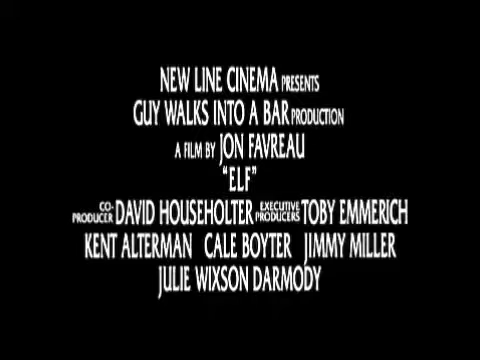 NEW LINE CINEMA PRESENTS
GUY WALKS INTO A BAR PRODUCTION
A FILM BY JON FAVREAU
"ELF"
CO-PRODUCER DAVID HOUSEHOLTER EXECUTIVE PRODUCERS TOBY EMMERICH
KENT ALTERMAN CALE BOYTER JIMMY MILLER
JULIE WIXSON DARMODY